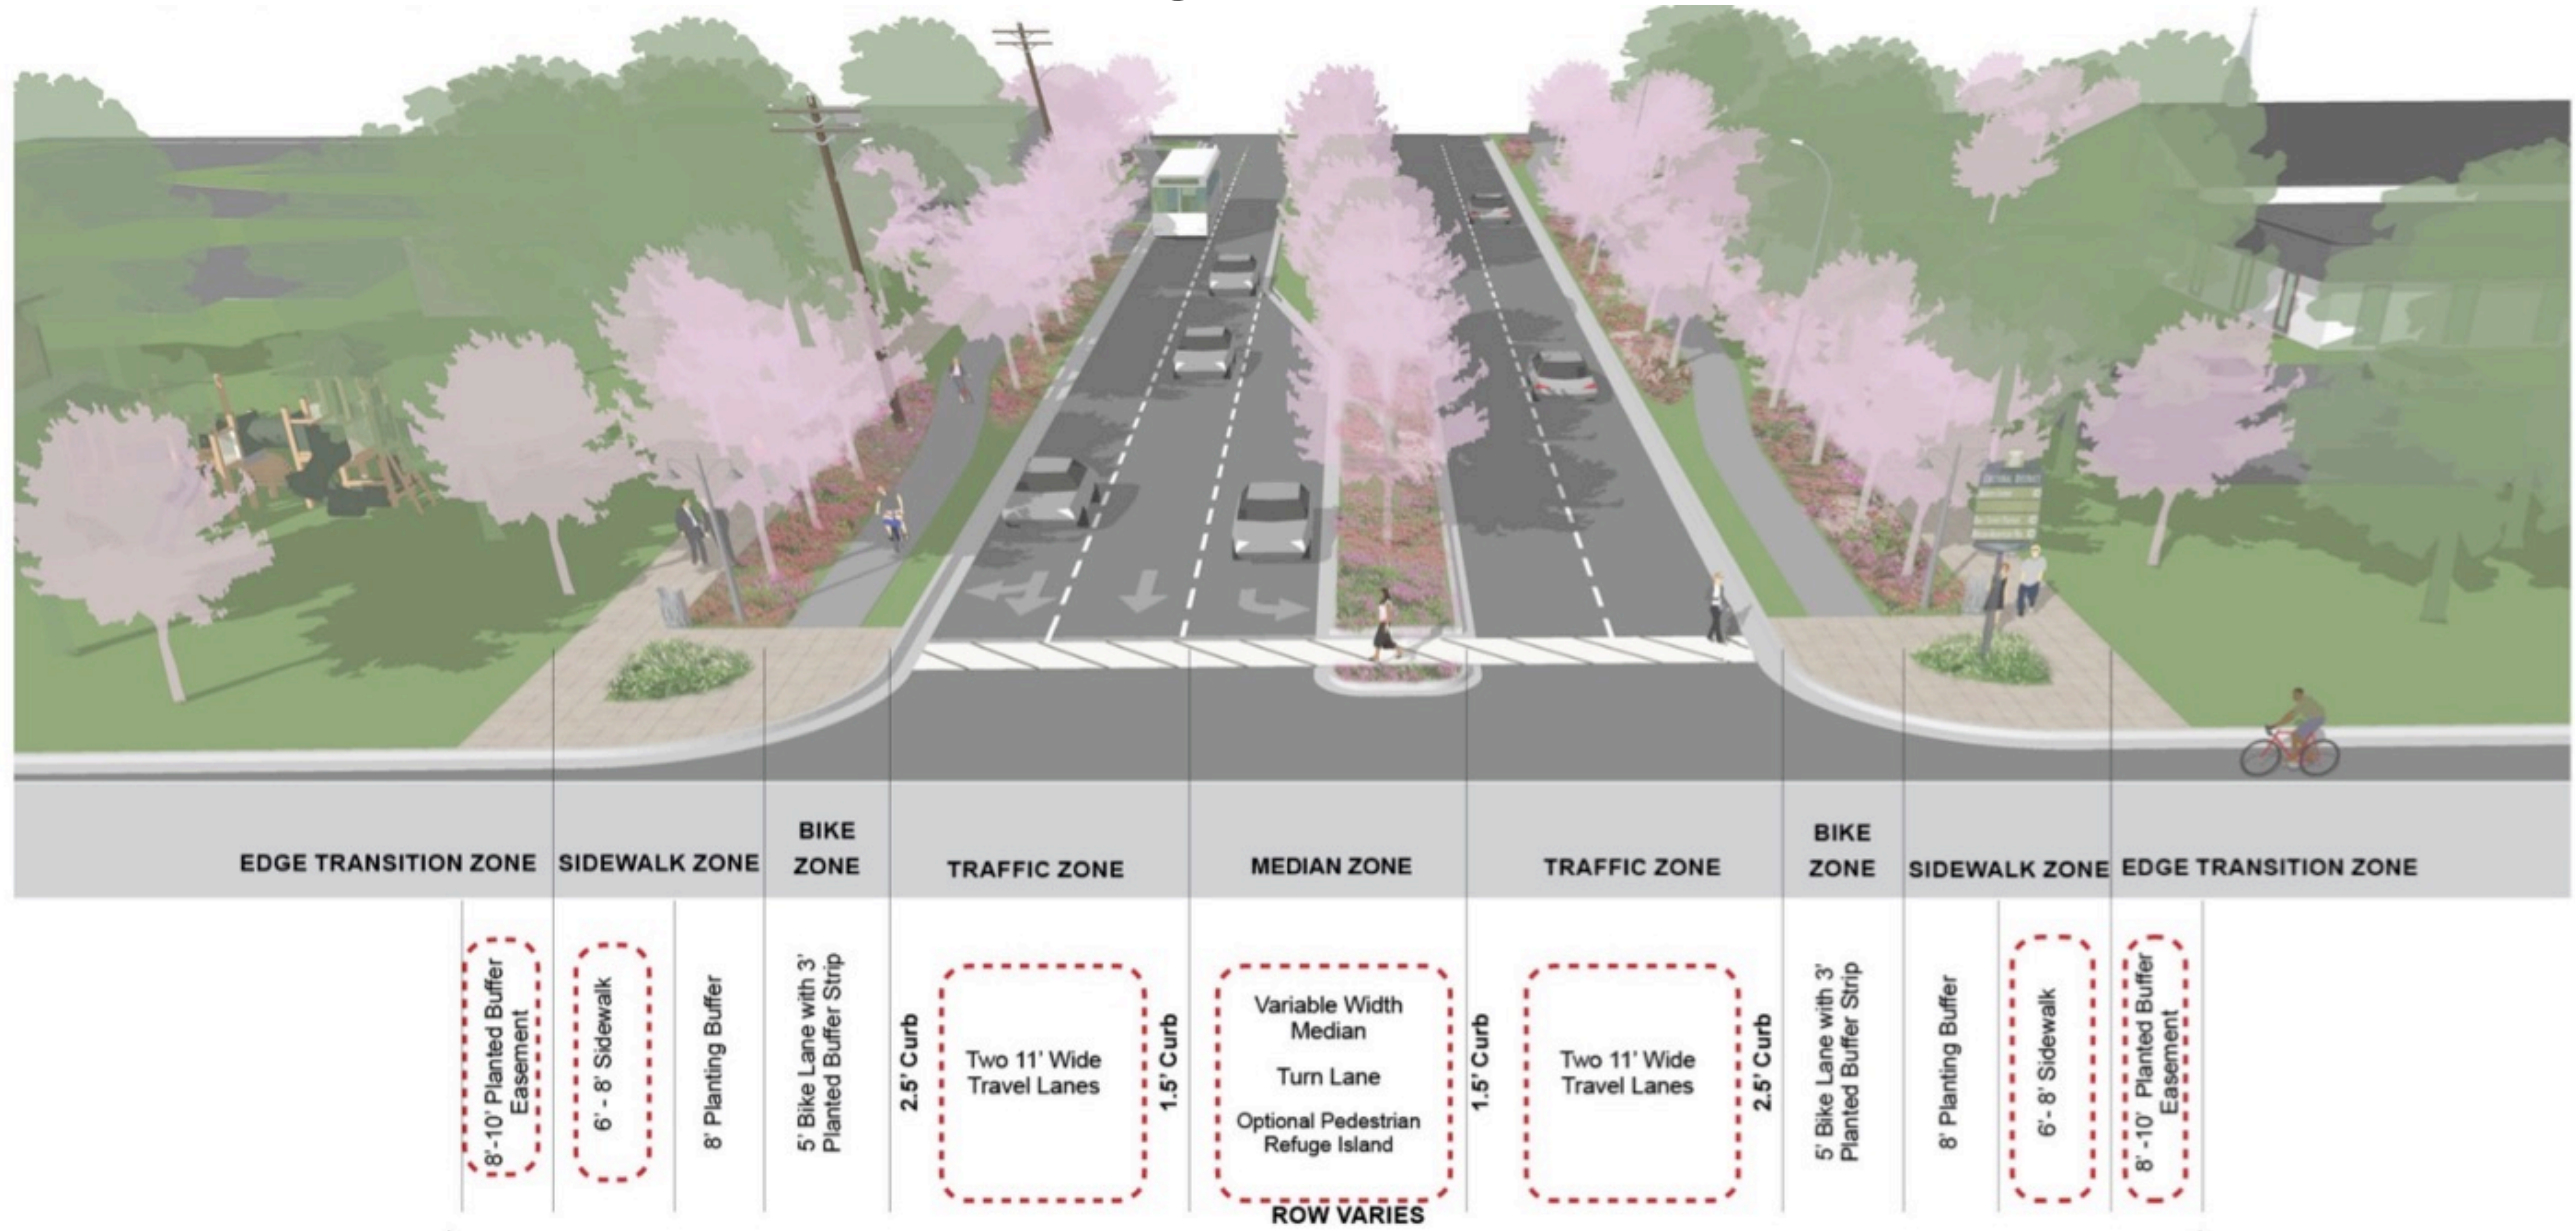 BIKE
ZONE
BIKE
ZONE
EDGE TRANSITION ZONE
SIDEWALK ZONE
TRAFFIC ZONE
MEDIAN ZONE
TRAFFIC ZONE
SIDEWALK ZONE
EDGE TRANSITION ZONE
8'-10' Planted Buffer
Easement
6' - 8' Sidewalk
8' Planting Buffer
5' Bike Lane with 3'
Planted Buffer Strip
2.5' Curb
Two 11' Wide
Travel Lanes
1.5' Curb
Variable Width
Median
Turn Lane
Optional Pedestrian
Refuge Island
1.5' Curb
Two 11' Wide
Travel Lanes
2.5' Curb
5' Bike Lane with 3'
Planted Buffer Strip
8' Planting Buffer
6' - 8' Sidewalk
8' -10' Planted Buffer
Easement
ROW VARIES